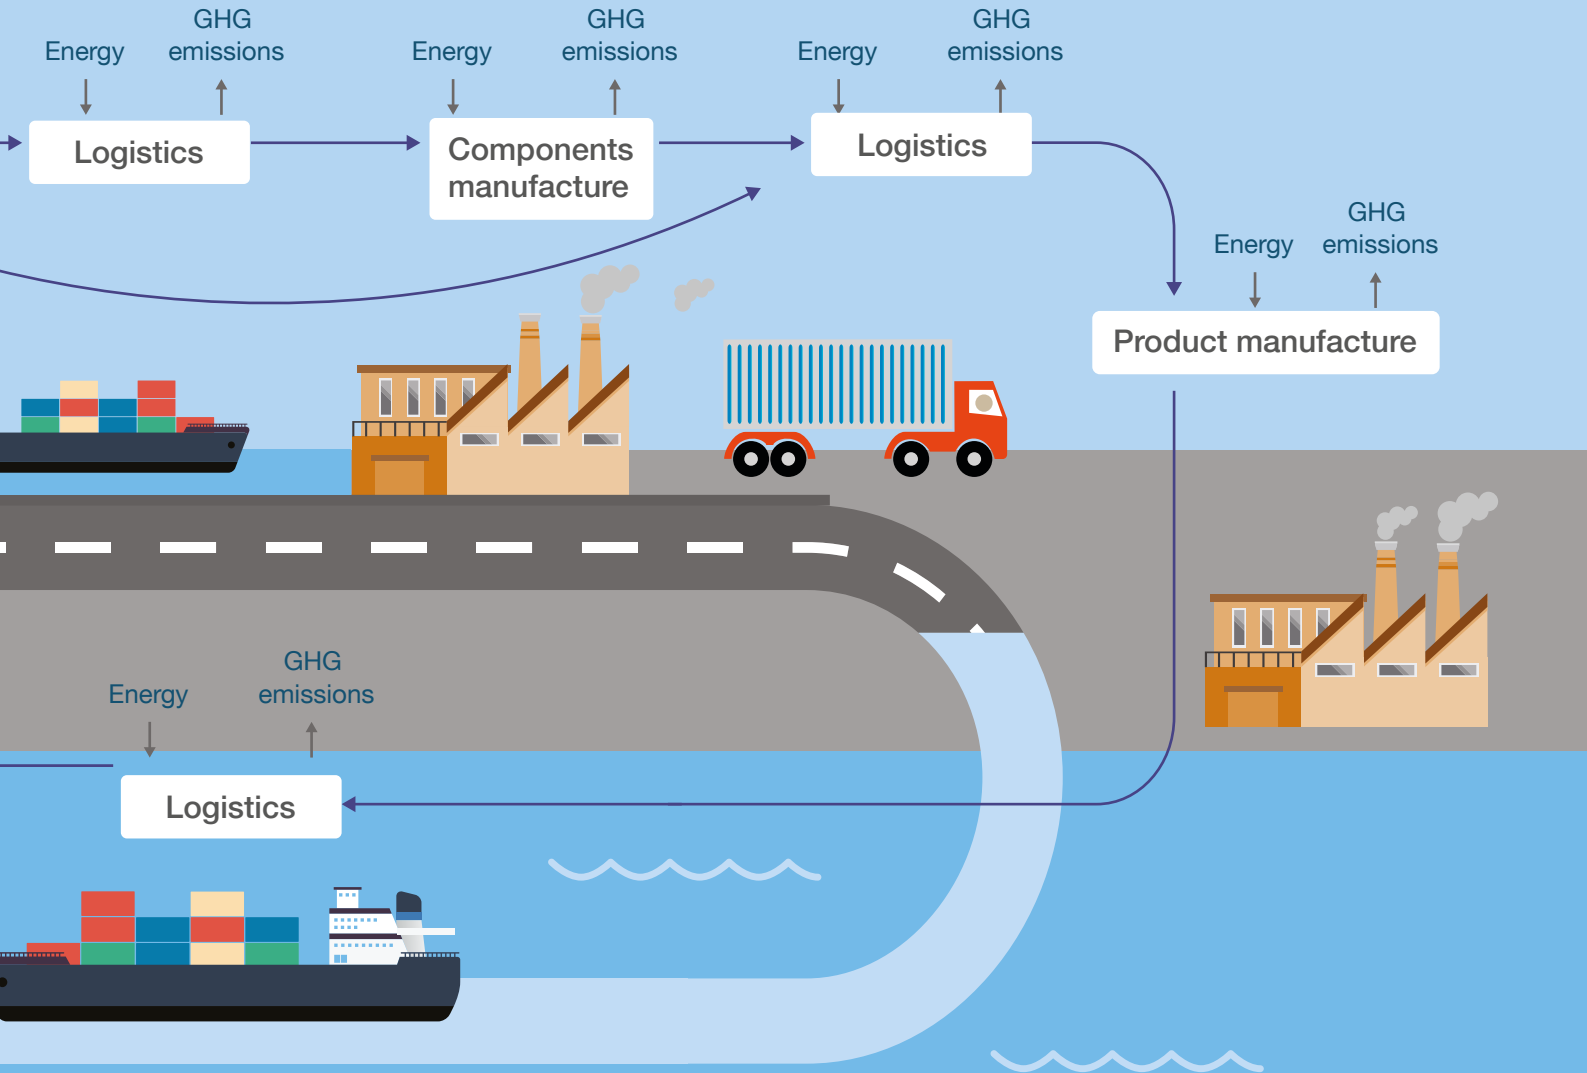 GHG
Energy emissions
Logistics
GHG
Energy emissions
Components
manufacture
GHG
Energy emissions
Logistics
GHG
Energy emissions
Product manufacture
GHG
Energy emissions
Logistics